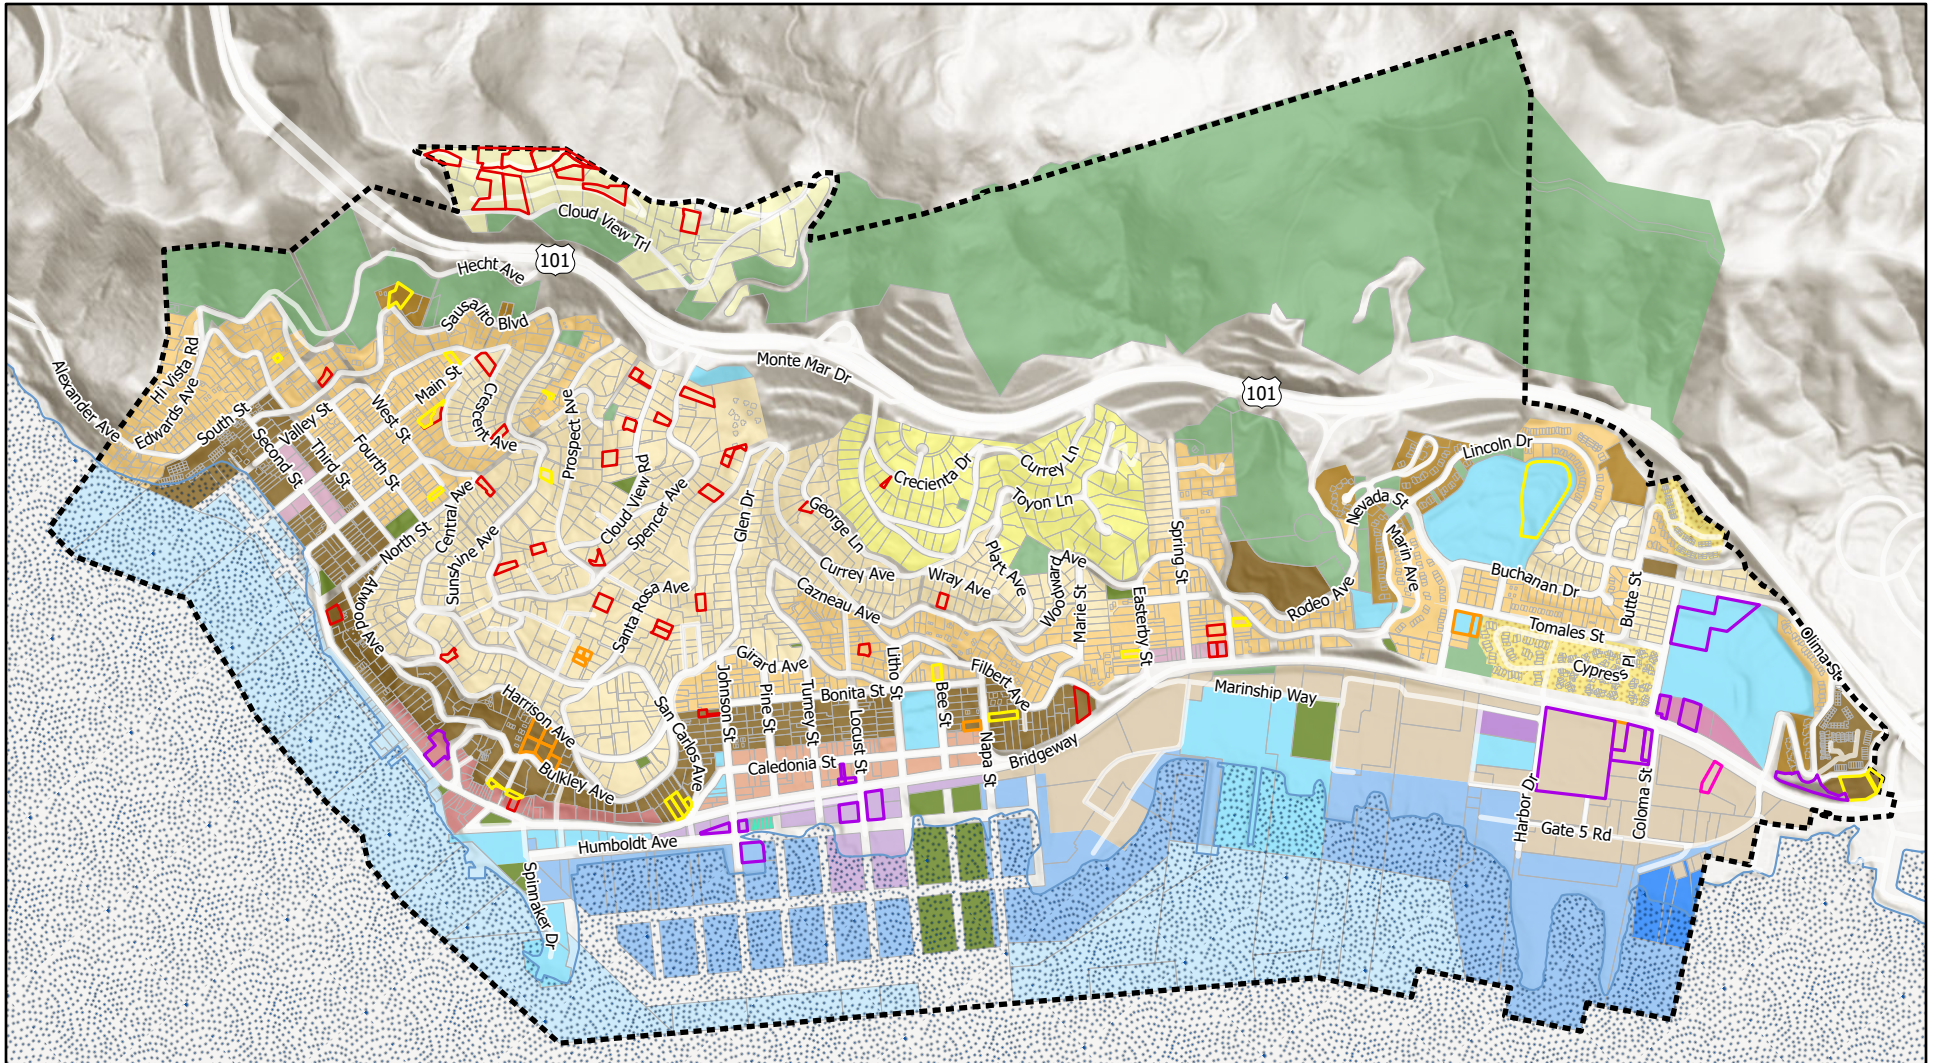 Cloud View Trl
101
Hecht Ave
Sausalito Blvd
Hi Vista Rd
Edwards Ave
Alexander Ave
South St
Second St
Valley St
Third St
Fourth St
West St
Main St
Crescent Ave
Prospect Ave
Monte Mar Dr
101
North St
Central Ave
Sunshine Ave
Cloud View Rd
Spencer Ave
Glen Dr
George Ln
Crecienta Dr
Currey Ln
Toyon Ln
Platt Ave
Woodward Ave
Spring St
Nevada St
Lincoln Dr
Marin Ave
Rodeo Ave
Buchanan Dr
Butte St
Tomales St
Cypress Pl
Olima St
Atwood Ave
Santa Rosa Ave
Currey Ave
Wray Ave
Cazneau Ave
Marie St
Easterby St
Girard Ave
Harrison Ave
Bulkley Ave
San Carlos Ave
Johnson St
Pine St
Turney St
Bonita St
Locust St
Litho St
Bee St
Filbert Ave
Napa St
Caledonia St
Bridgeway
Marinship Way
Harbor Dr
Coloma St
Gate 5 Rd
Humboldt Ave
Spinnaker Dr